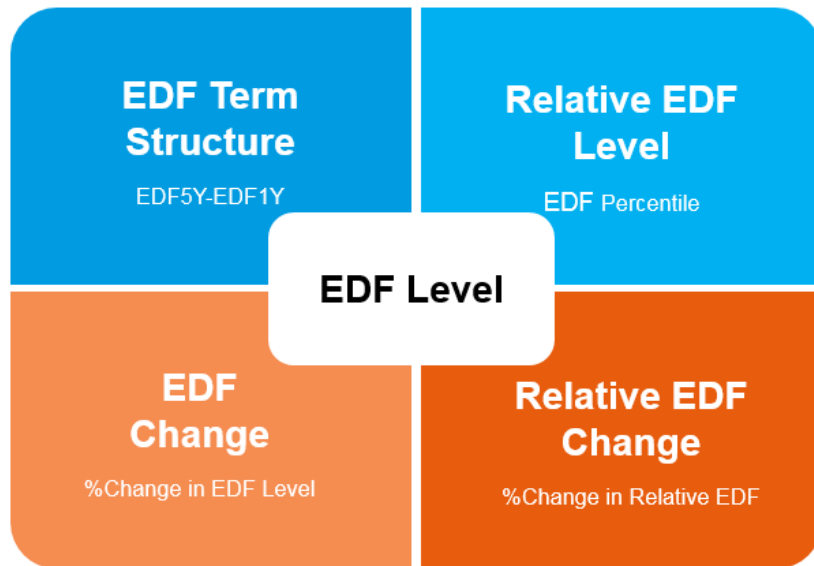 EDF Term
Structure
EDF5Y-EDF1Y
Relative EDF
Level
EDF Percentile
EDF Level
EDF
Change
%Change in EDF Level
Relative EDF
Change
%Change in Relative EDF